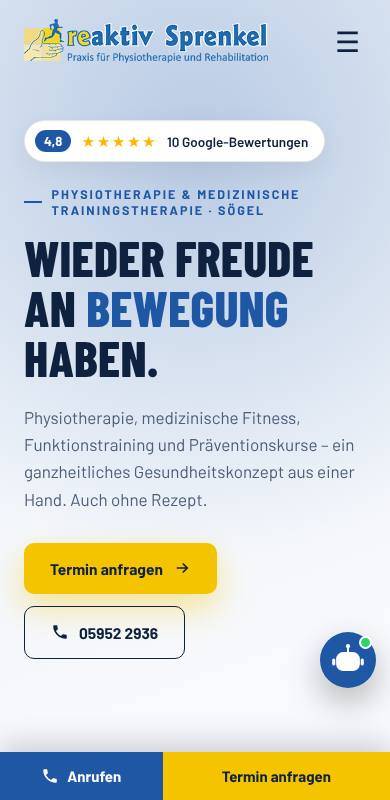 reaktiv Sprenkel
Praxis für Physiotherapie und Rehabilitation
4,8 ★★★★★ 10 Google-Bewertungen
PHYSIOTHERAPIE & MEDIZINISCHE
TRAININGSTHERAPIE · SÖGEL
WIEDER FREUDE
AN BEWEGUNG
HABEN.
Physiotherapie, medizinische Fitness,
Funktionstraining und Präventionskurse – ein
ganzheitliches Gesundheitskonzept aus einer
Hand. Auch ohne Rezept.
Termin anfragen →
05952 2936
Anrufen
Termin anfragen